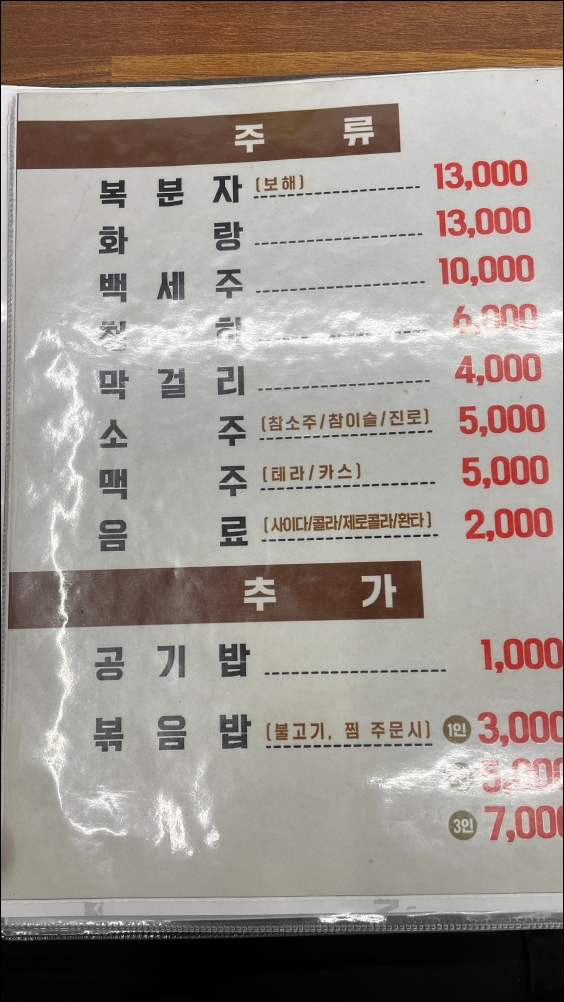 주 류
복 분 자 (보해) 13,000
화 랑 13,000
백 세 주 10,000
6,000
막 걸 리 4,000
소 주 (참소주/참이슬/진로) 5,000
맥 주 (테라/카스) 5,000
음 료 (사이다/콜라/제로콜라/환타) 2,000
추 가
공 기 밥 1,000
볶 음 밥 (불고기, 찜 주문시) 1인 3,000
5,000
3인 7,000